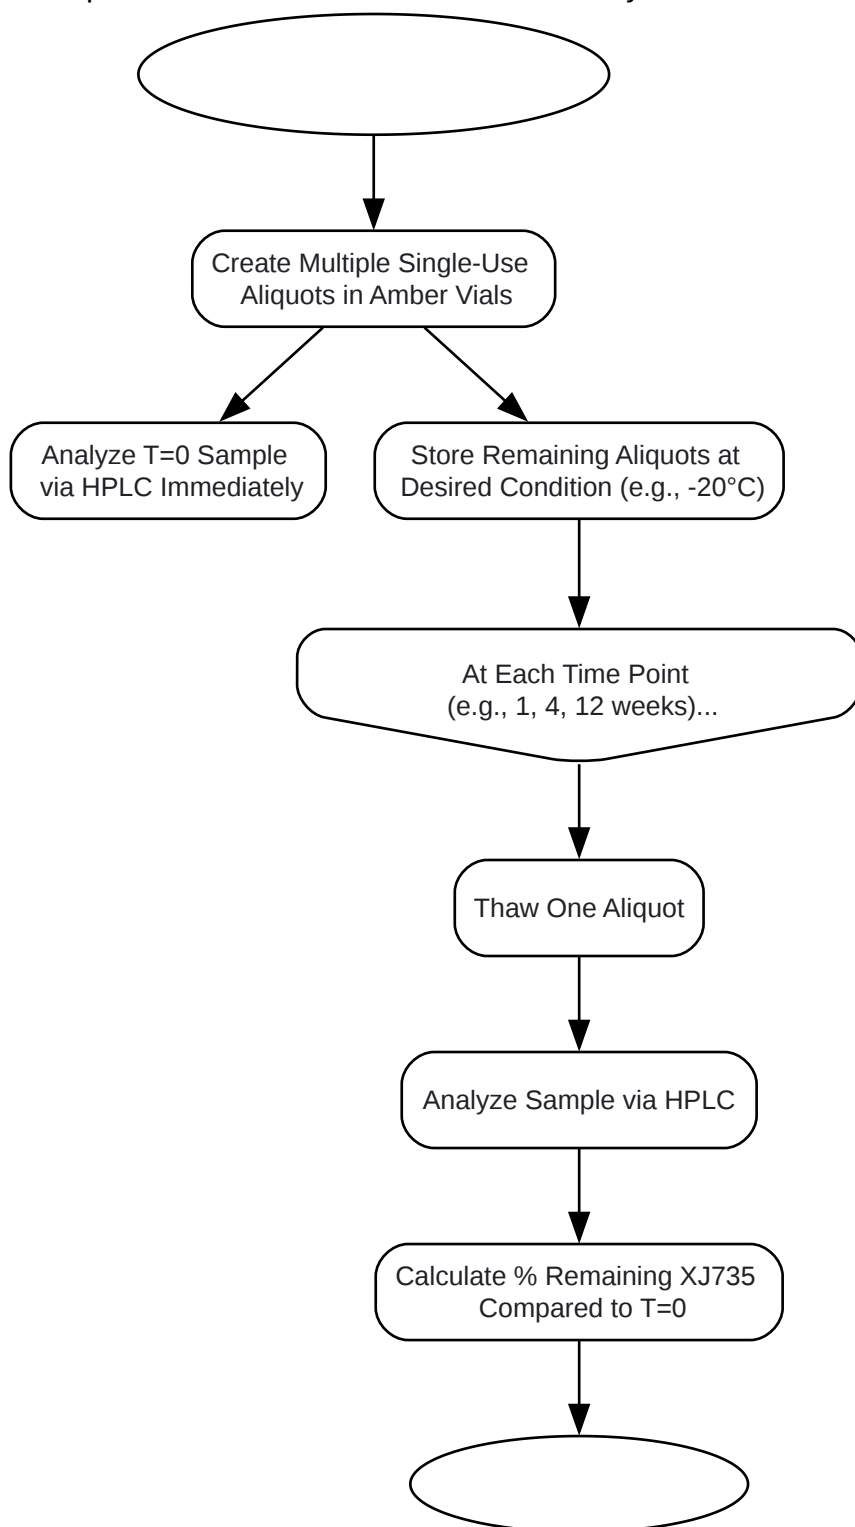 Create Multiple Single-Use
Aliquots in Amber Vials
Analyze T=0 Sample
via HPLC Immediately
Store Remaining Aliquots at
Desired Condition (e.g., -20°C)
At Each Time Point
(e.g., 1, 4, 12 weeks)...
Thaw One Aliquot
Analyze Sample via HPLC
Calculate % Remaining XJ735
Compared to T=0